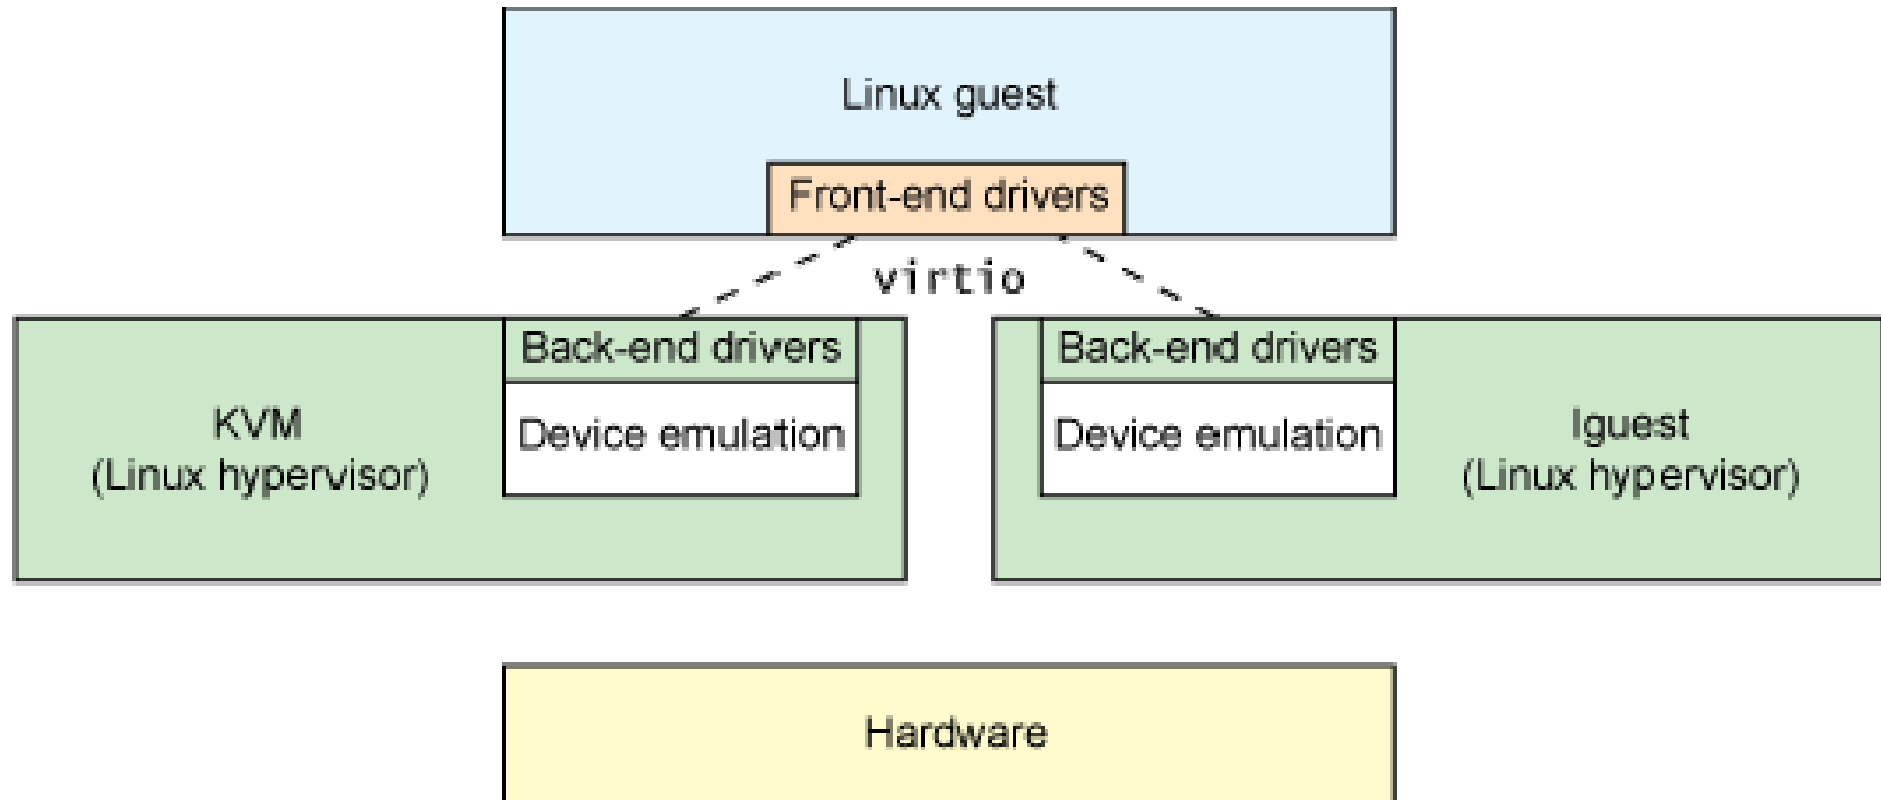 Linux guest
Front-end drivers
virtio
Back-end drivers
Device emulation
KVM
(Linux hypervisor)
Back-end drivers
Device emulation
lguest
(Linux hypervisor)
Hardware